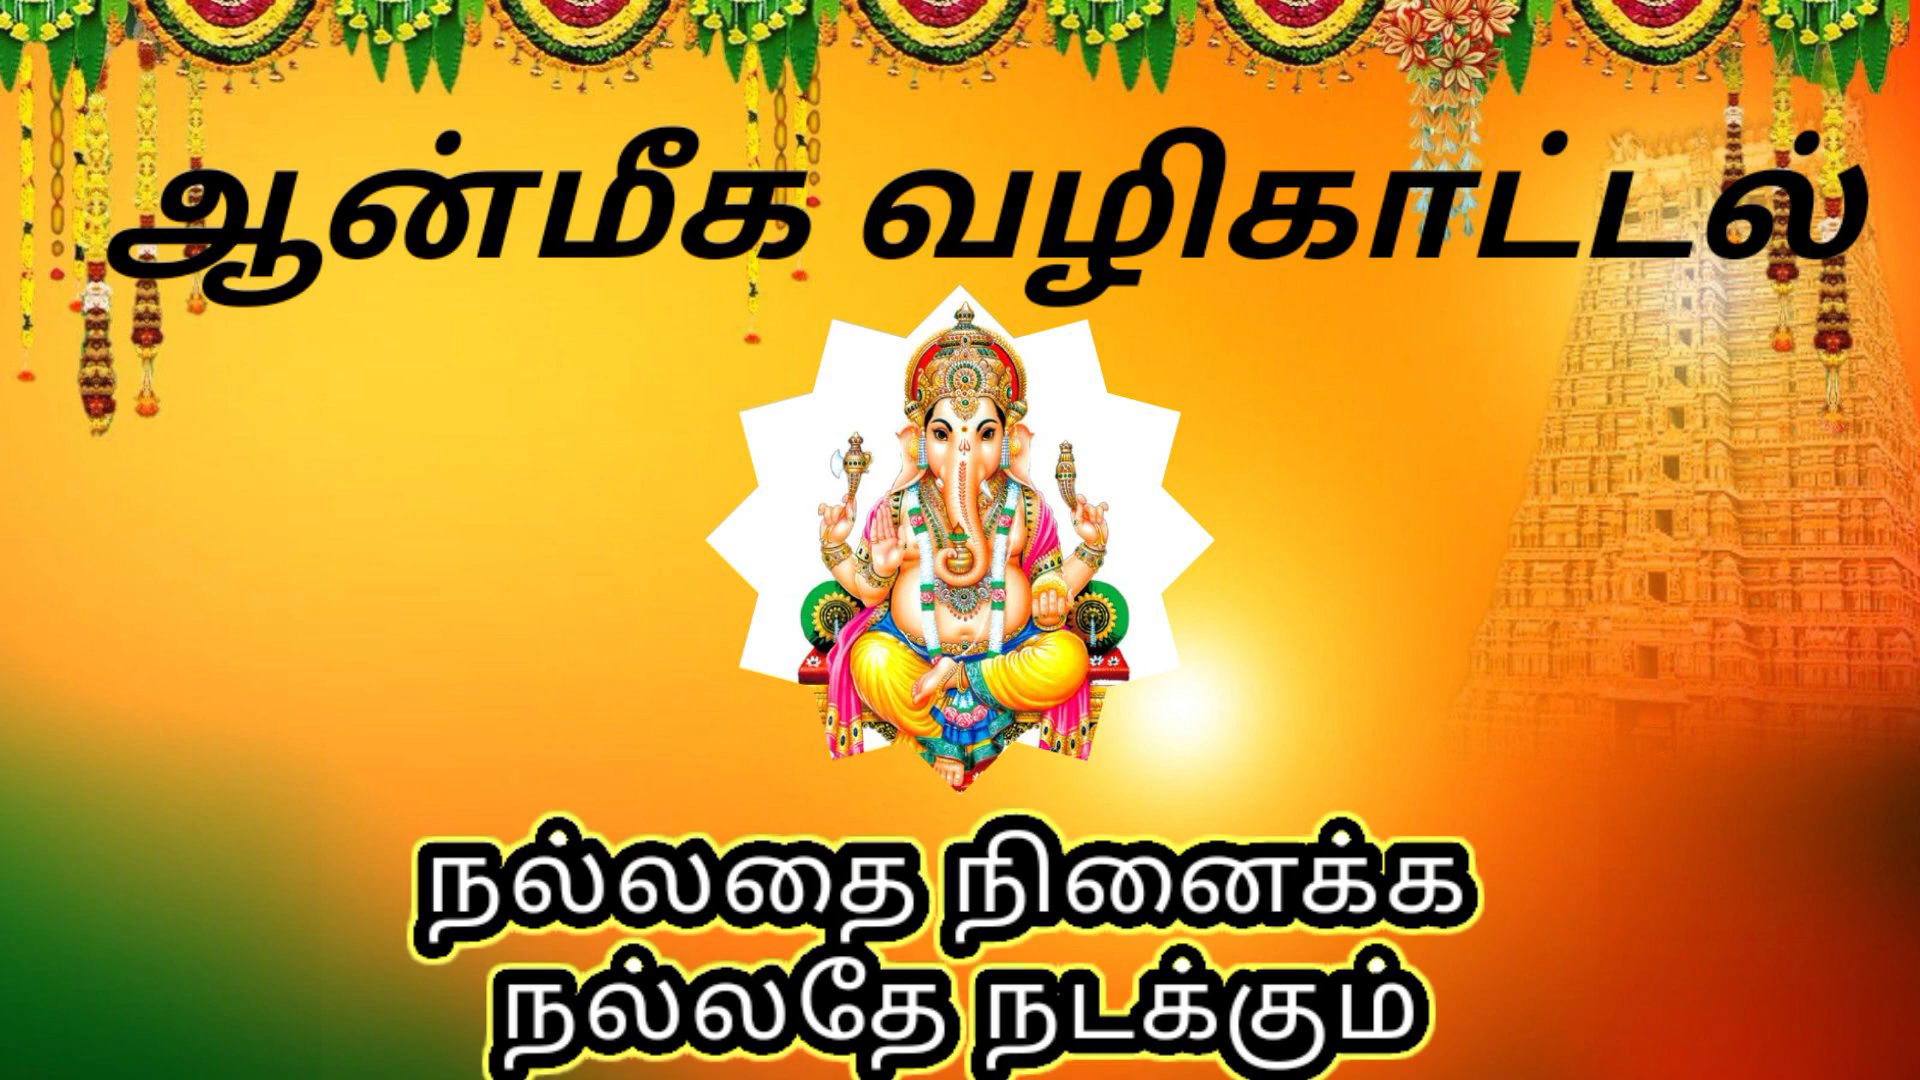 ஆன்மீக வழிகாட்டல்
நல்லதை நினைக்க
நல்லதே நடக்கும்